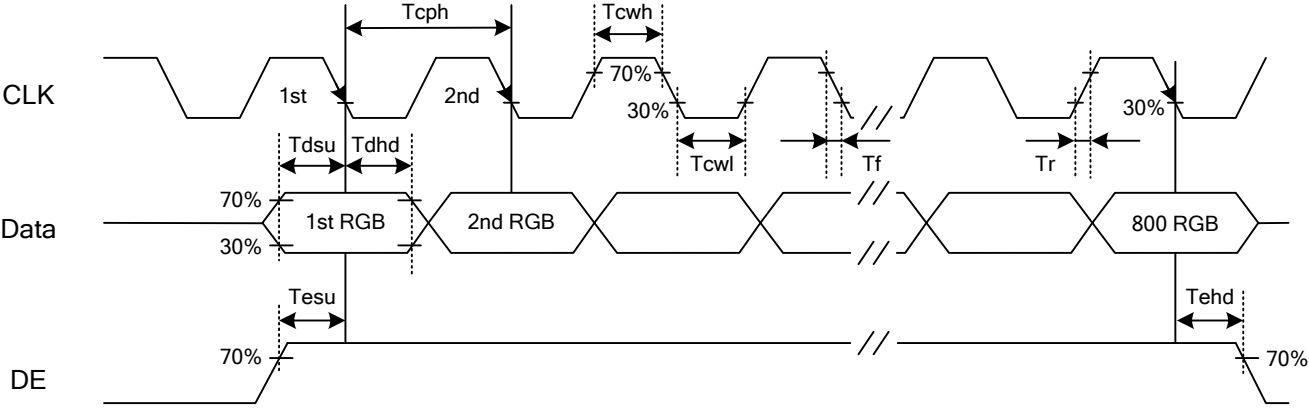 Tcph
Tcwh
CLK
1st
2nd
70%
30%
30%
Tdsu
Tdhd
Tcwl
Tf
Tr
Data
70%
30%
1st RGB
2nd RGB
800 RGB
Tesu
Tehd
DE
70%
70%